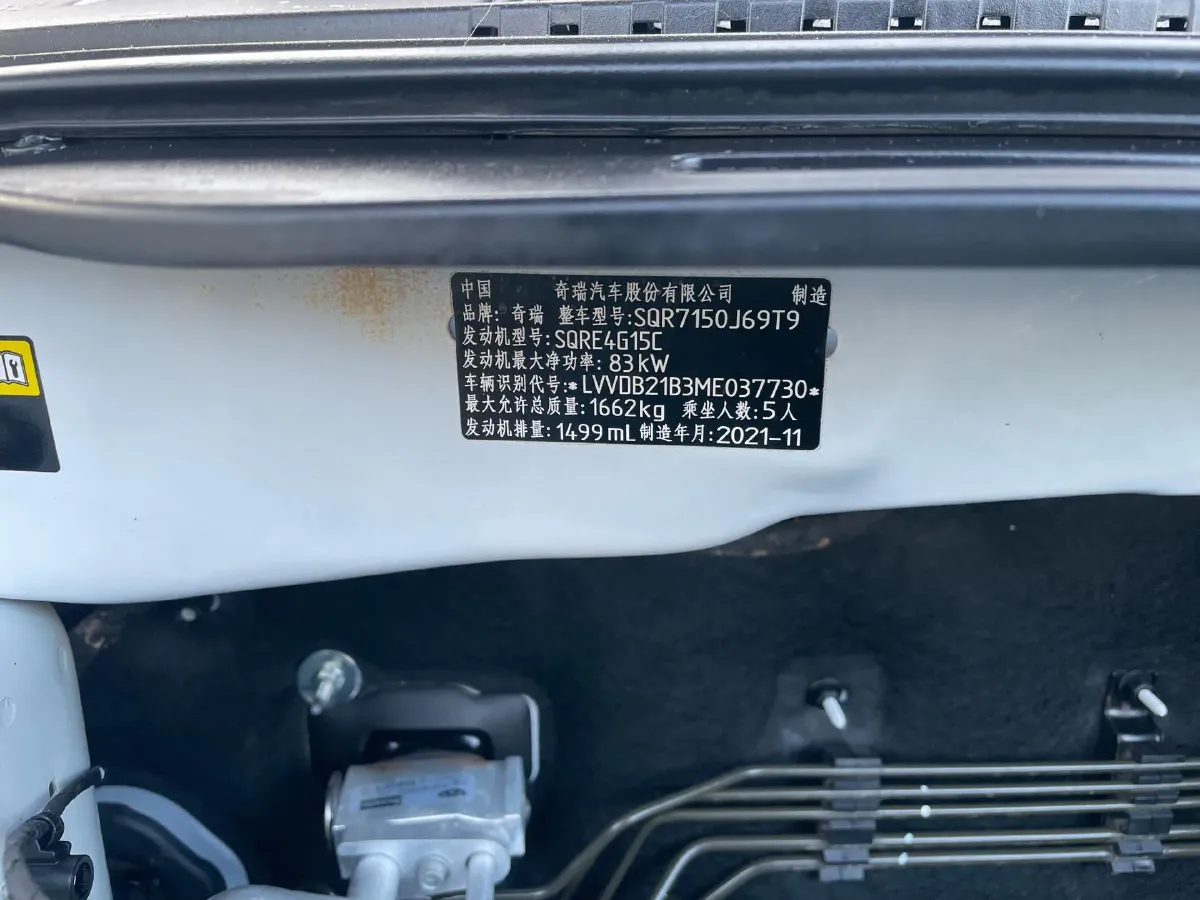 中国 奇瑞汽车股份有限公司 制造
品牌: 奇瑞 整车型号:SQR7150J69T9
发动机型号: SQRE4G15C
发动机最大净功率: 83kW
车辆识别代号:*LVVDB21B3ME037730*
最大允许总质量:1662kg 乘坐人数:5人
发动机排量:1499mL 制造年月:2021-11